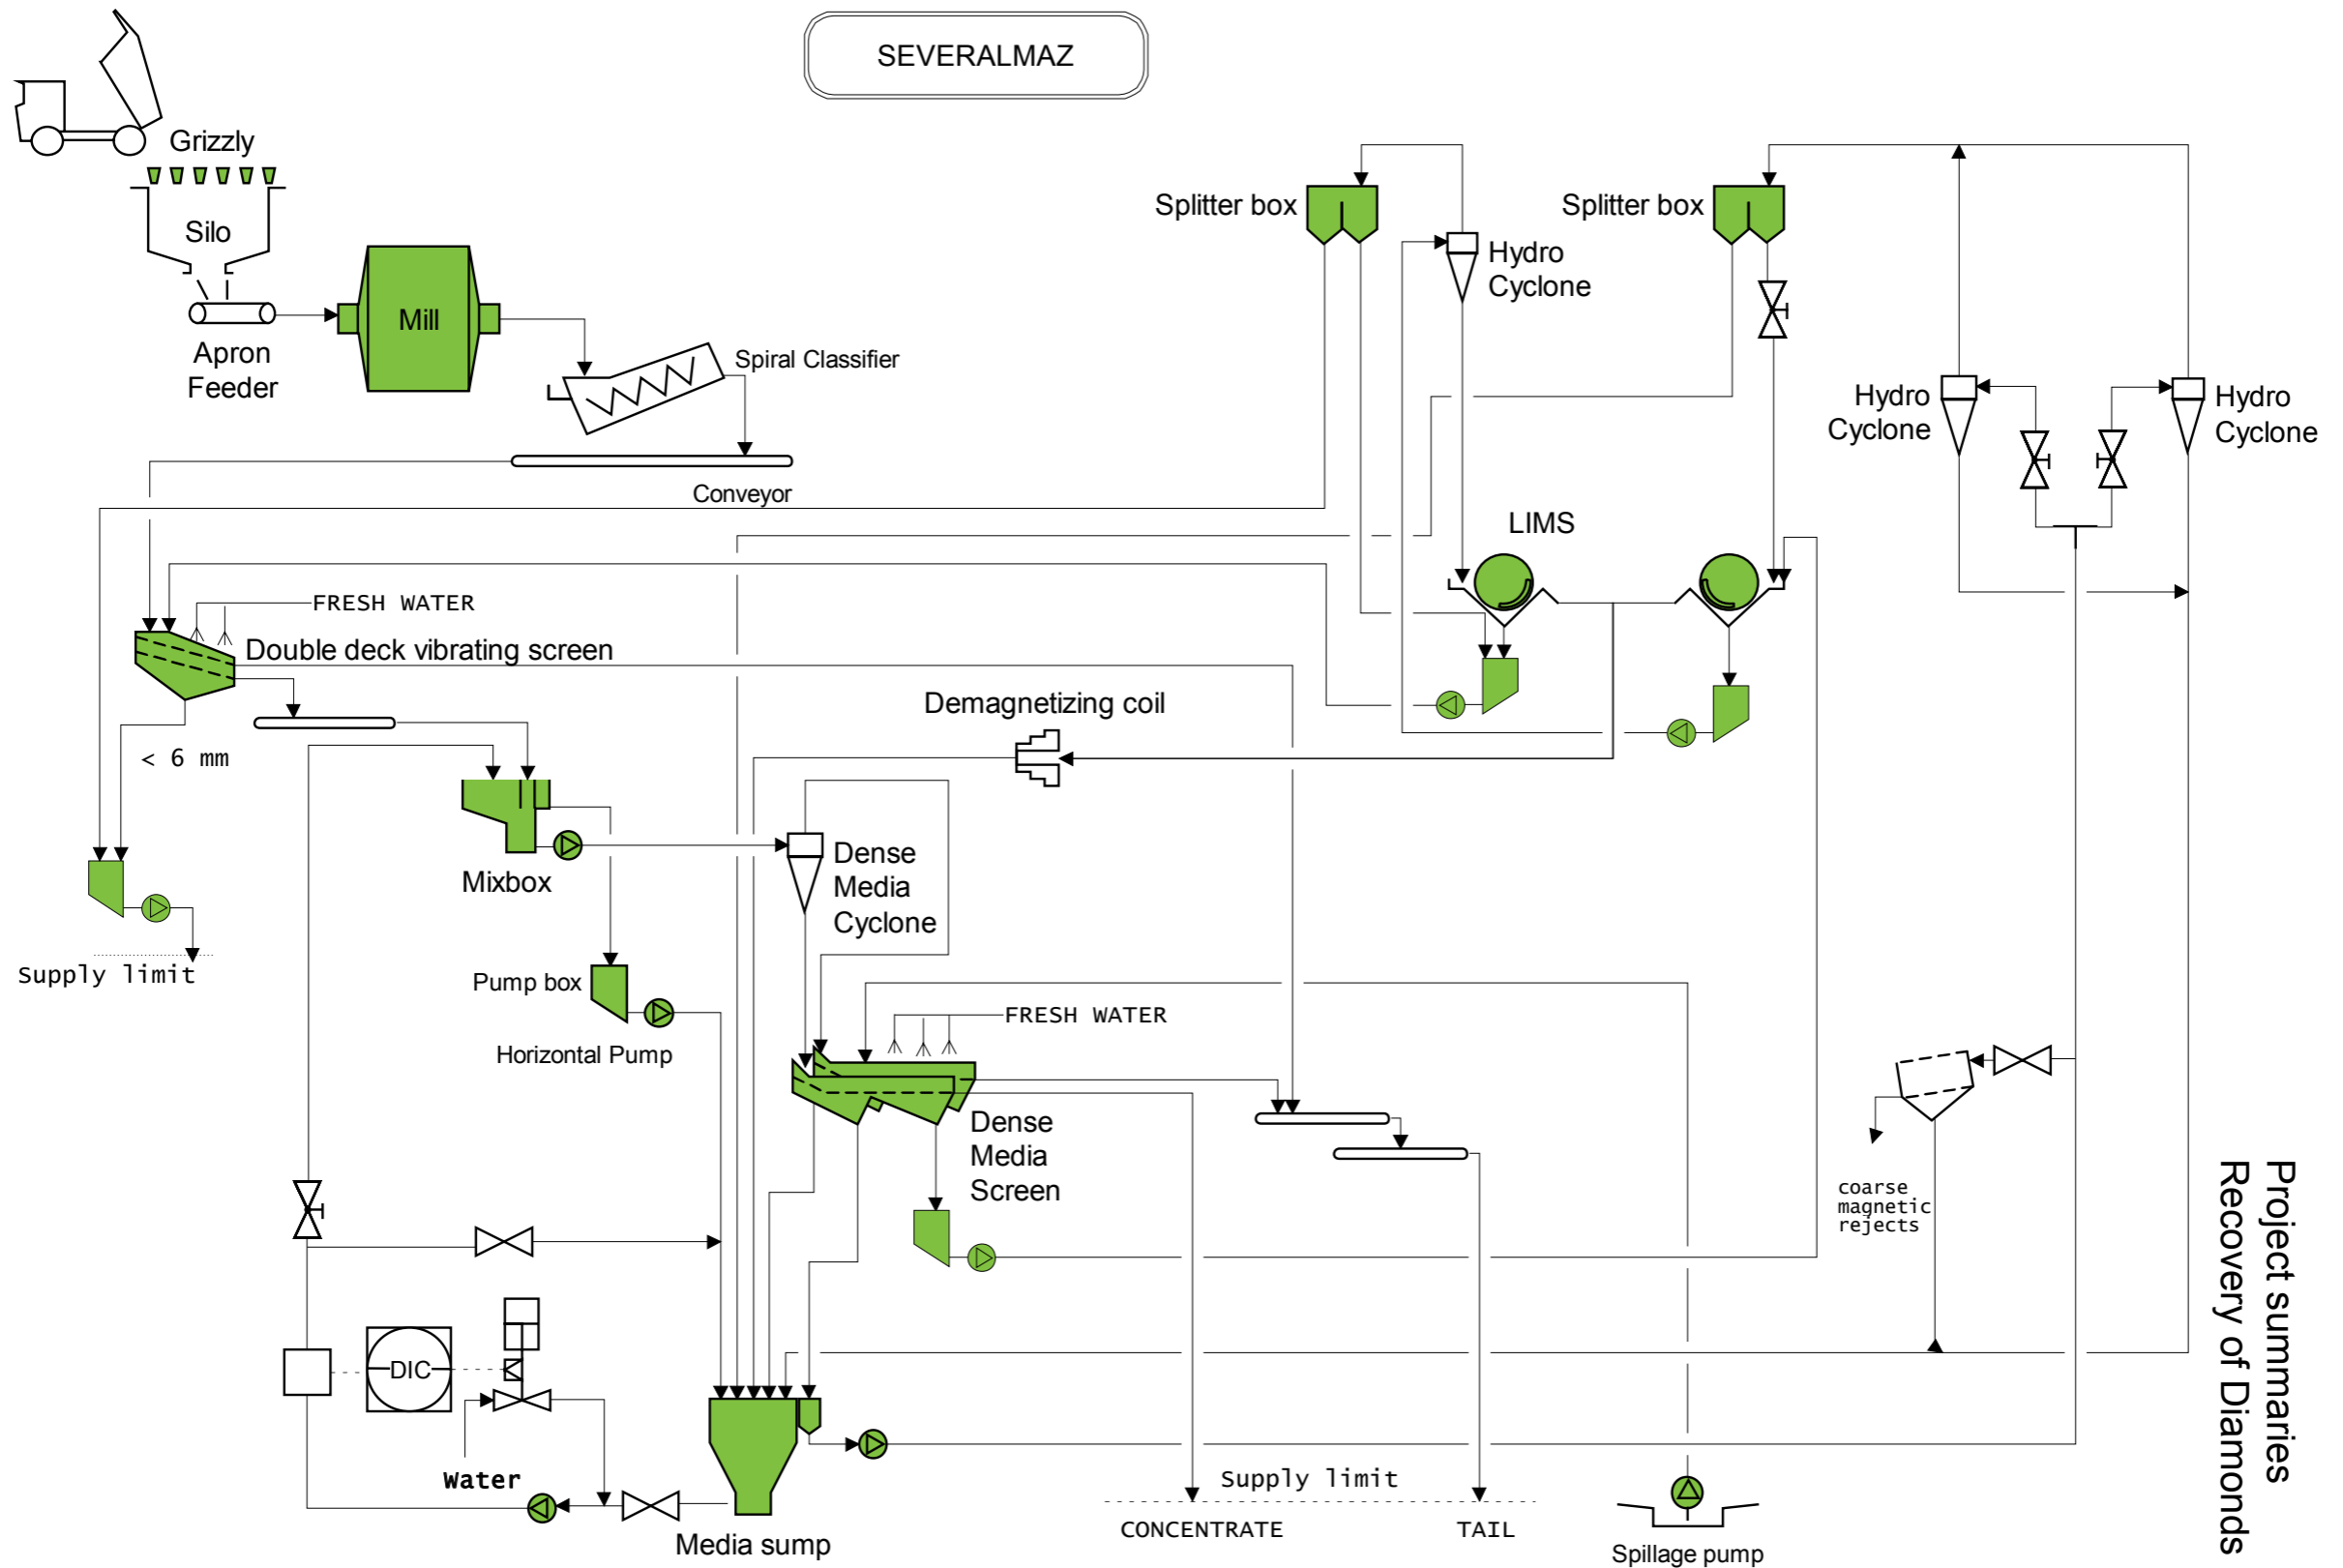 SEVERALMAZ
Grizzly
Silo
Mill
Apron
Feeder
Spiral Classifier
Conveyor
Splitter box
Hydro
Cyclone
Splitter box
Hydro
Cyclone
Hydro
Cyclone
LIMS
FRESH WATER
Double deck vibrating screen
< 6 mm
Demagnetizing coil
Mixbox
Dense
Media
Cyclone
Supply limit
Pump box
Horizontal Pump
FRESH WATER
Dense
Media
Screen
coarse
magnetic
rejects
DIC
Water
Media sump
Supply limit
CONCENTRATE
TAIL
Spillage pump
Project summaries
Recovery of Diamonds